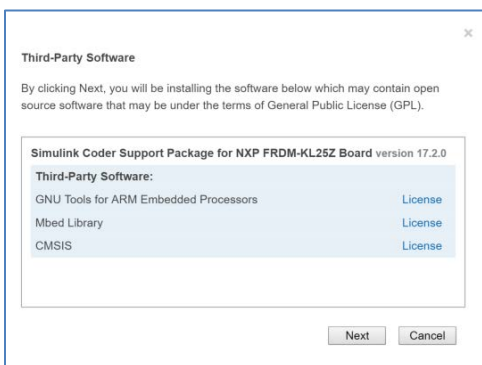 Third-Party Software
By clicking Next, you will be installing the software below which may contain open
source software that may be under the terms of General Public License (GPL).
Simulink Coder Support Package for NXP FRDM-KL25Z Board version 17.2.0
Third-Party Software:
GNU Tools for ARM Embedded Processors License
Mbed Library License
CMSIS License
Next Cancel